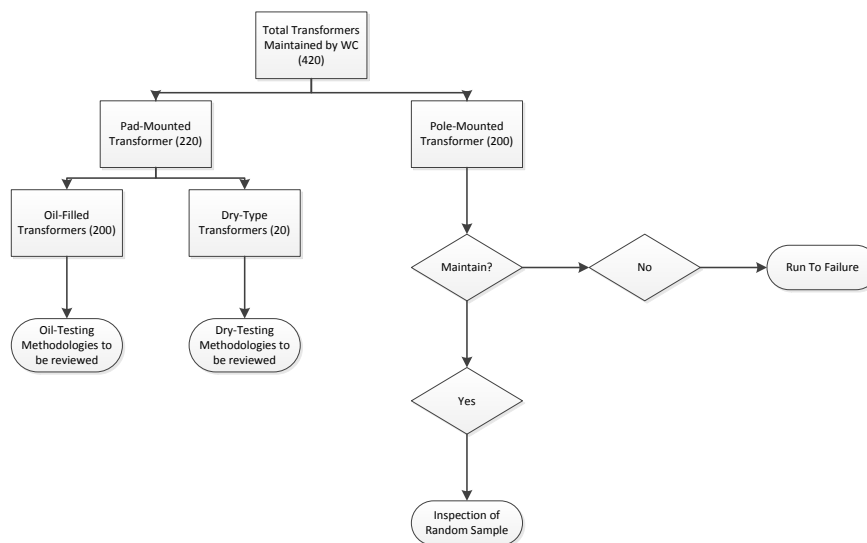 Total Transformers
Maintained by WC
(420)
Pad-Mounted
Transformer (220)
Pole-Mounted
Transformer (200)
Oil-Filled
Transformers (200)
Dry-Type
Transformers (20)
Maintain?
No
Run To Failure
Oil-Testing
Methodologies to
be reviewed
Dry-Testing
Methodologies to
be reviewed
Yes
Inspection of
Random Sample